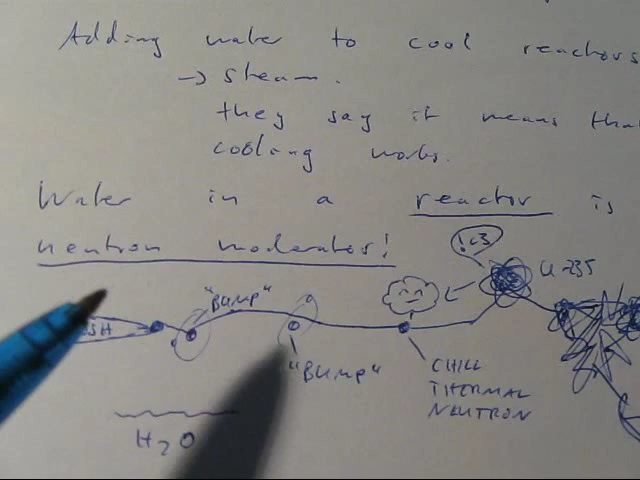 Adding water to cool reactors
-> Steam.
they say it means that
cooling works.
Water in a reactor is
neutron moderator!
!<3
U-235
"BUMP"
"BUMP"
CHILL
THERMAL
NEUTRON
H2O